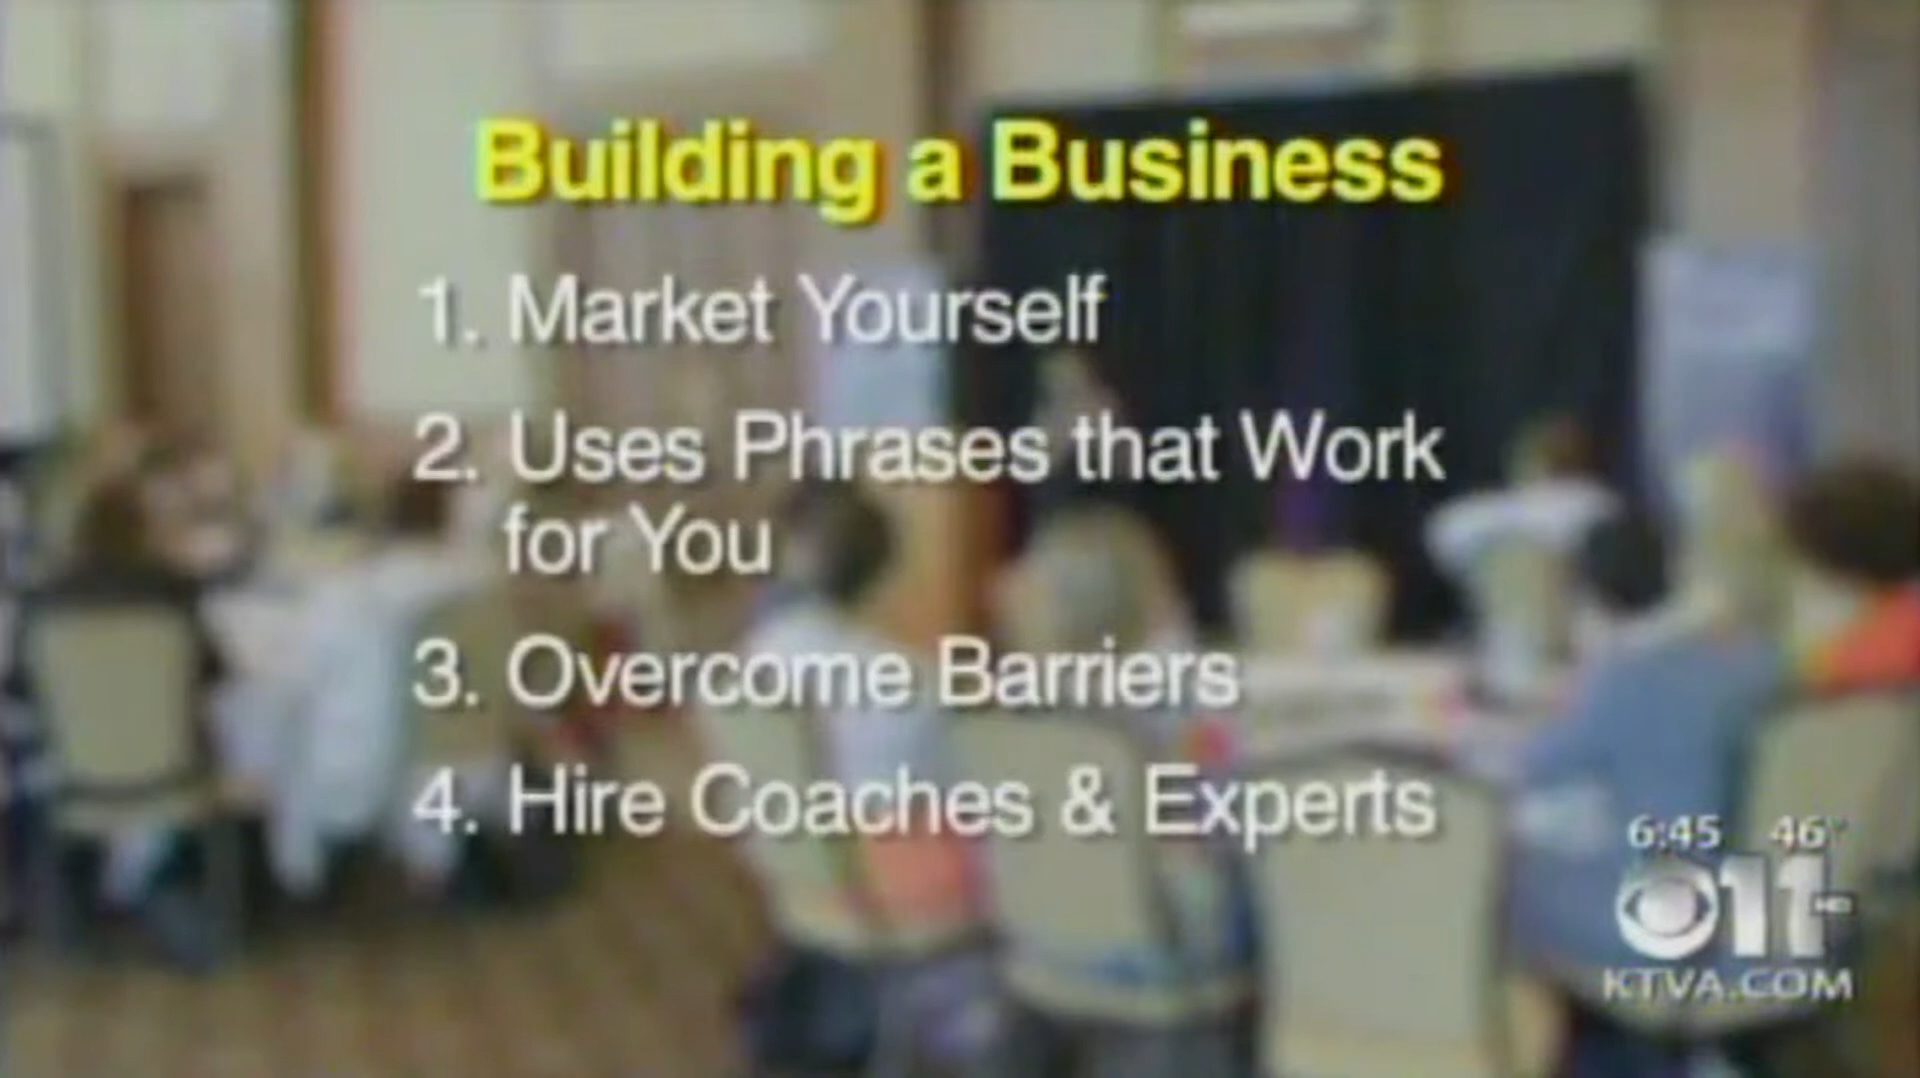 Building a Business
1. Market Yourself
2. Uses Phrases that Work
for You
3. Overcome Barriers
4. Hire Coaches & Experts
6:45 46°
11 HD
KTVA.COM